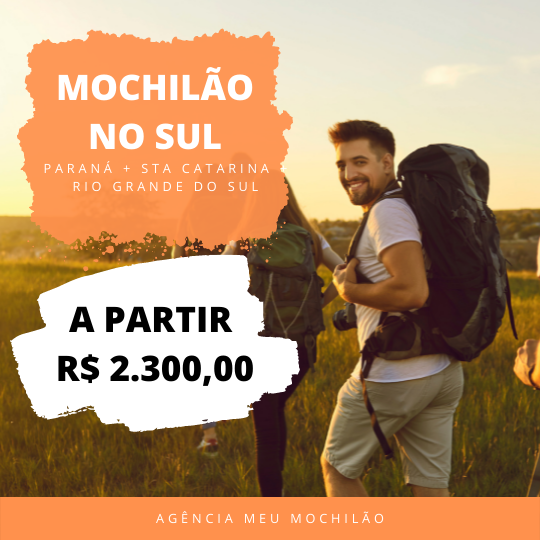 MOCHILÃO
NO SUL
PARANÁ + STA CATARINA
RIO GRANDE DO SUL
A PARTIR
R$ 2.300,00
AGÊNCIA MEU MOCHILÃO